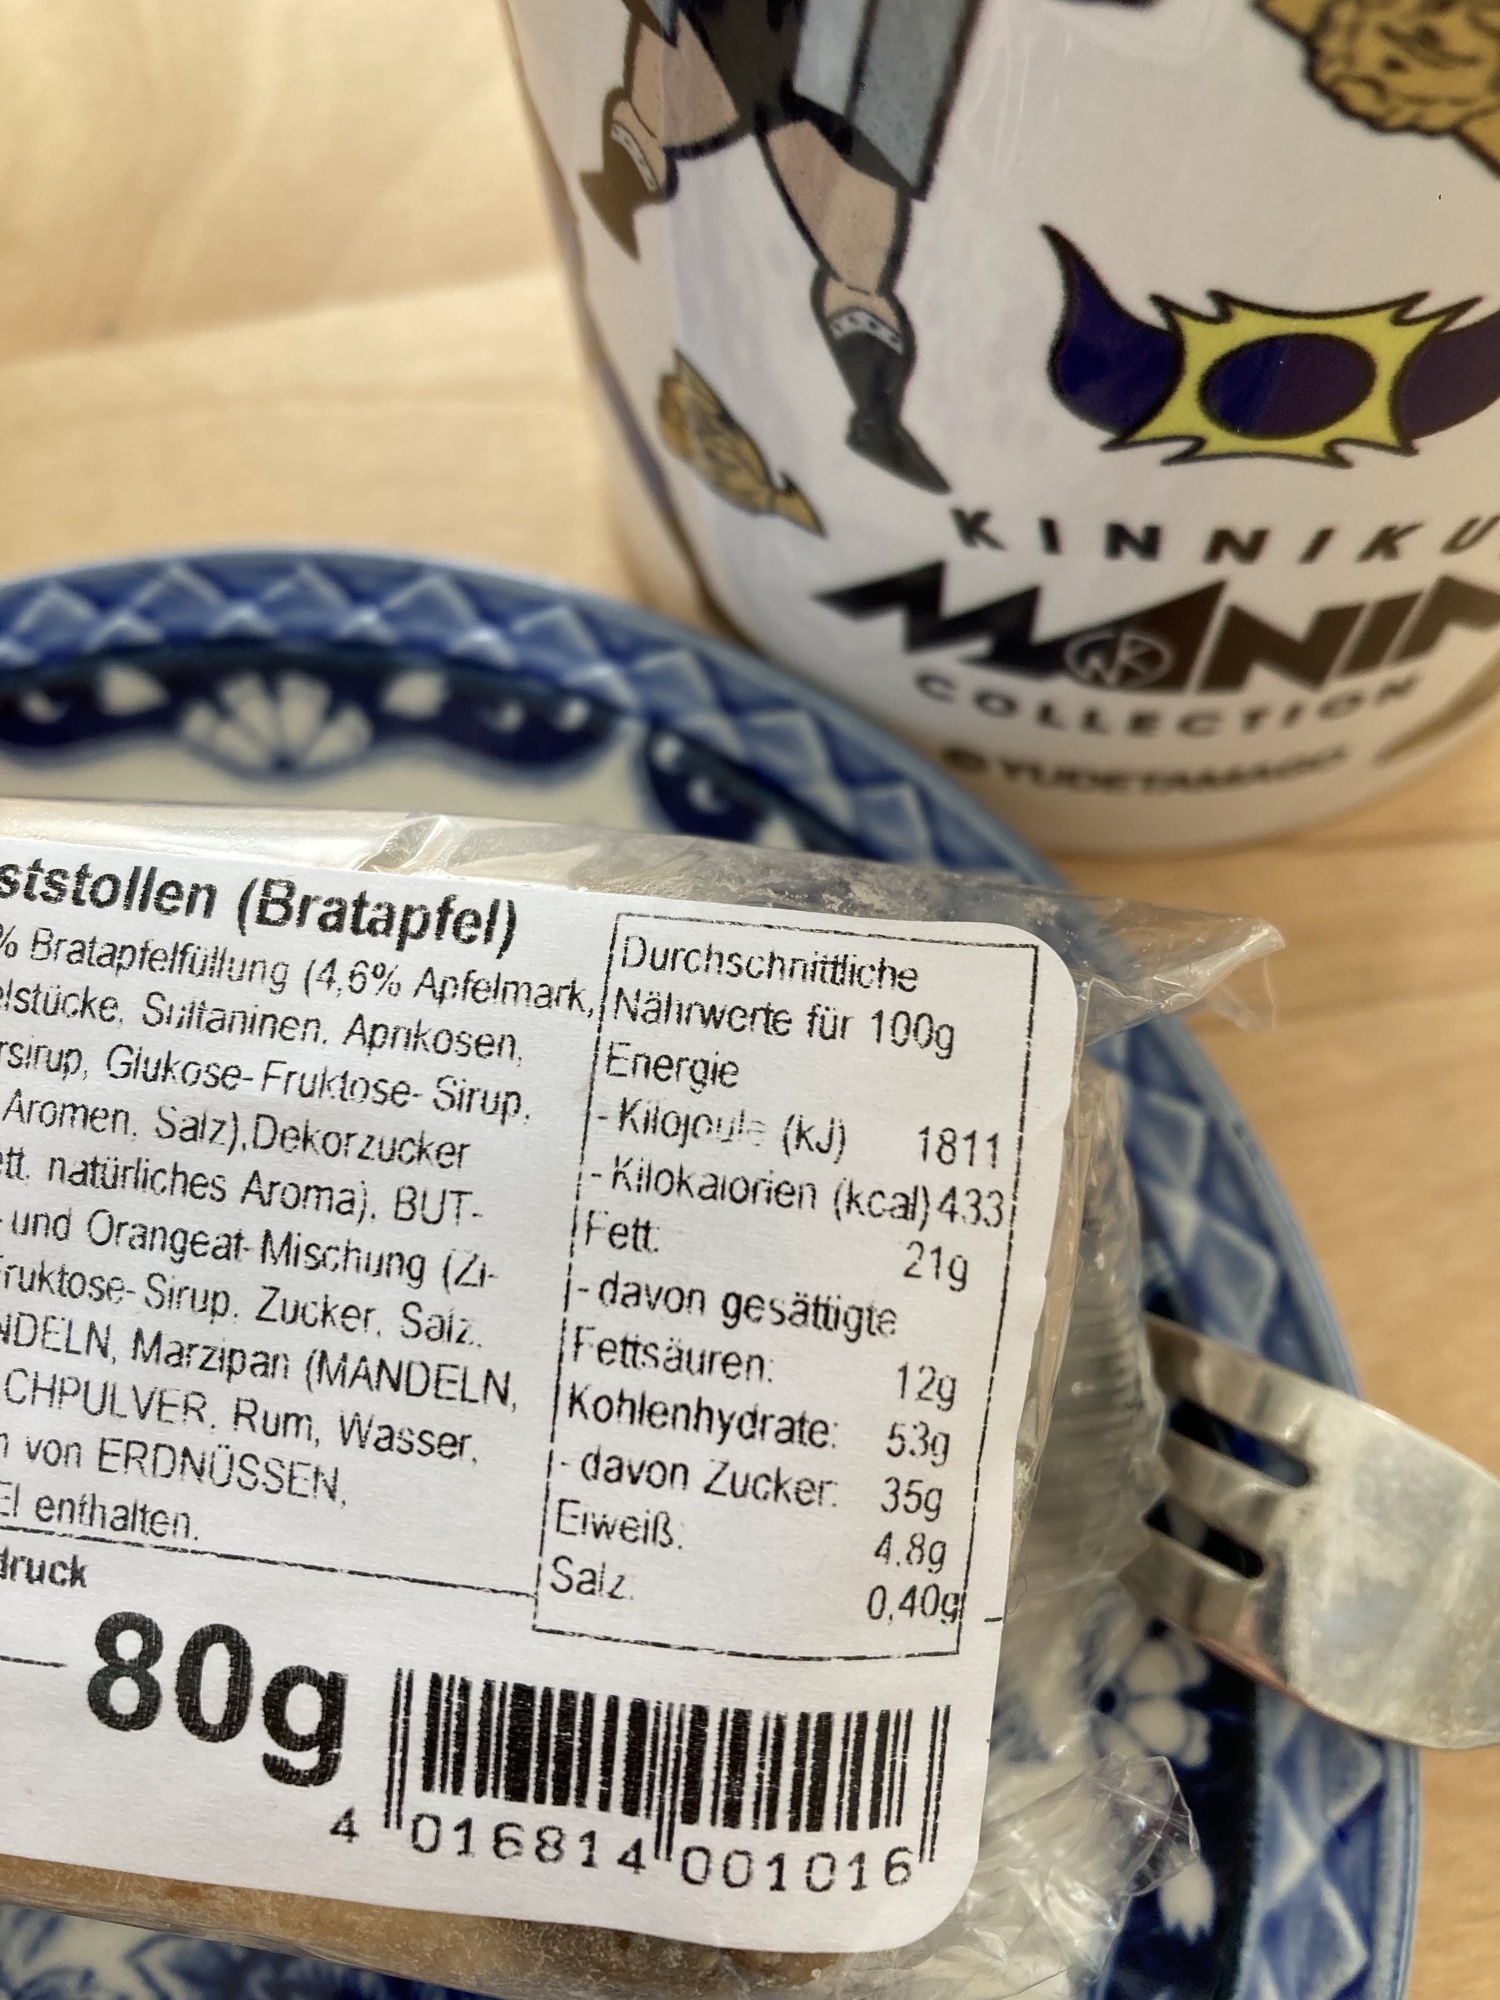 KINNIKU
MANIA
COLLECTION
©YUDETAMAGO
ststollen (Bratapfel)
% Bratapfelfüllung (4,6% Apfelmark,
elstücke, Sultaninen, Aprikosen,
rsirup, Glukose-Fruktose-Sirup,
Aromen, Salz),Dekorzucker
ett, natürliches Aroma), BUT-
- und Orangeat-Mischung (Zi-
Fruktose-Sirup, Zucker, Salz,
NDELN, Marzipan (MANDELN,
CHPULVER, Rum, Wasser,
n von ERDNÜSSEN,
EI enthalten.
druck
80g
Durchschnittliche
Nährwerte für 100g
Energie
- Kilojoule (kJ) 1811
- Kilokalorien (kcal) 433
Fett: 21g
- davon gesättigte
Fettsäuren: 12g
Kohlenhydrate: 53g
- davon Zucker: 35g
Eiweiß: 4,8g
Salz: 0,40g
4 016814 001016